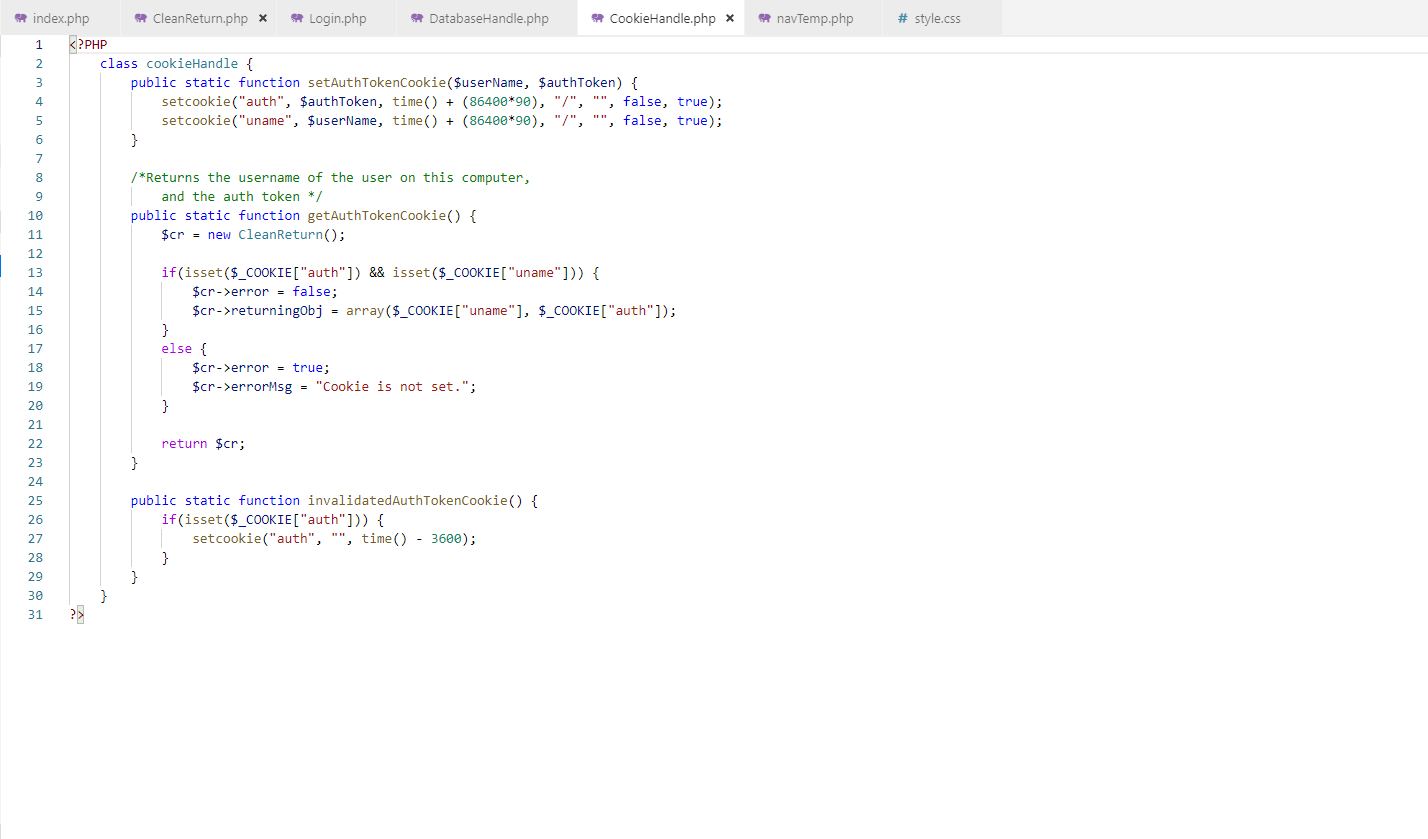 index.php CleanReturn.php × Login.php DatabaseHandle.php CookieHandle.php × navTemp.php # style.css
1 <?PHP
2 class cookieHandle {
3 public static function setAuthTokenCookie($userName, $authToken) {
4 setcookie("auth", $authToken, time() + (86400*90), "/", "", false, true);
5 setcookie("uname", $userName, time() + (86400*90), "/", "", false, true);
6 }
7
8 /*Returns the username of the user on this computer,
9 and the auth token */
10 public static function getAuthTokenCookie() {
11 $cr = new CleanReturn();
12
13 if(isset($_COOKIE["auth"]) && isset($_COOKIE["uname"])) {
14 $cr->error = false;
15 $cr->returningObj = array($_COOKIE["uname"], $_COOKIE["auth"]);
16 }
17 else {
18 $cr->error = true;
19 $cr->errorMsg = "Cookie is not set.";
20 }
21
22 return $cr;
23 }
24
25 public static function invalidatedAuthTokenCookie() {
26 if(isset($_COOKIE["auth"])) {
27 setcookie("auth", "", time() - 3600);
28 }
29 }
30 }
31 ?>